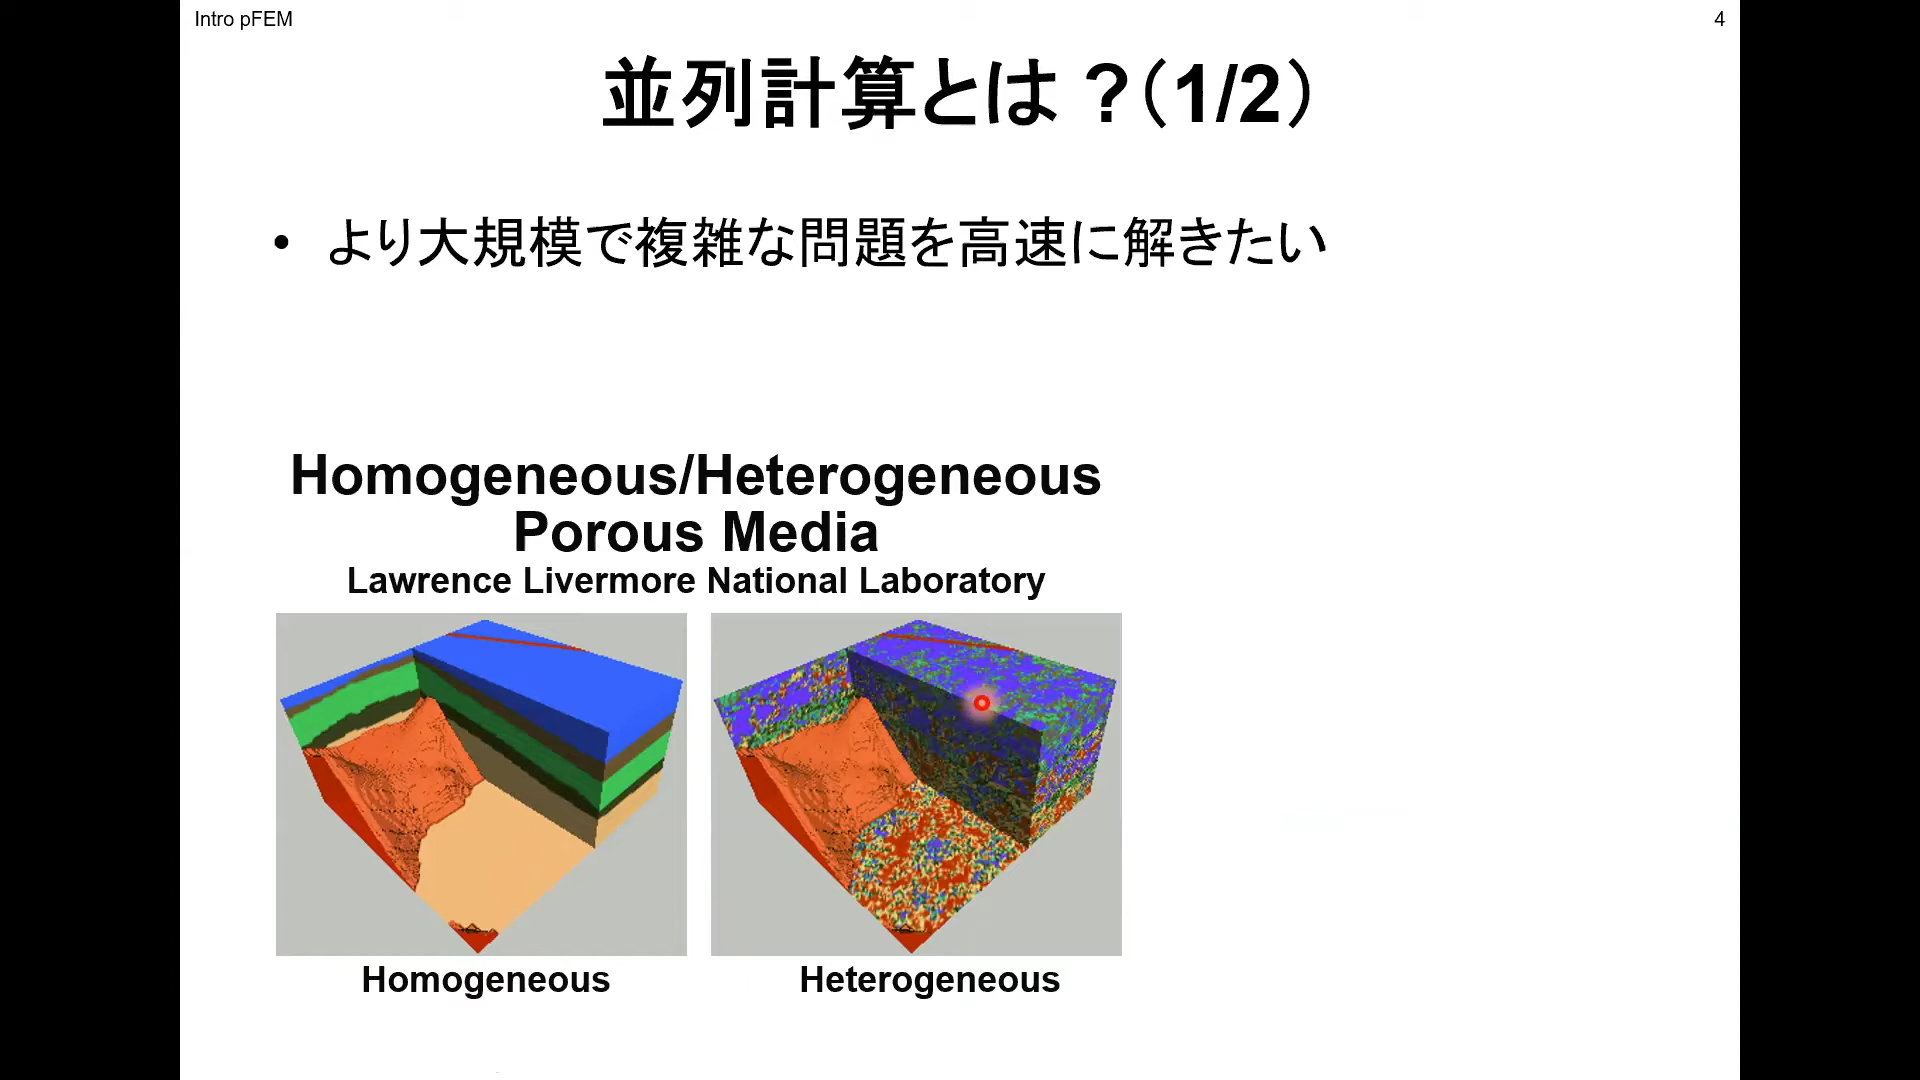 Intro pFEM
4
並列計算とは？（1/2）
• より大規模で複雑な問題を高速に解きたい
Homogeneous/Heterogeneous
Porous Media
Lawrence Livermore National Laboratory
Homogeneous
Heterogeneous